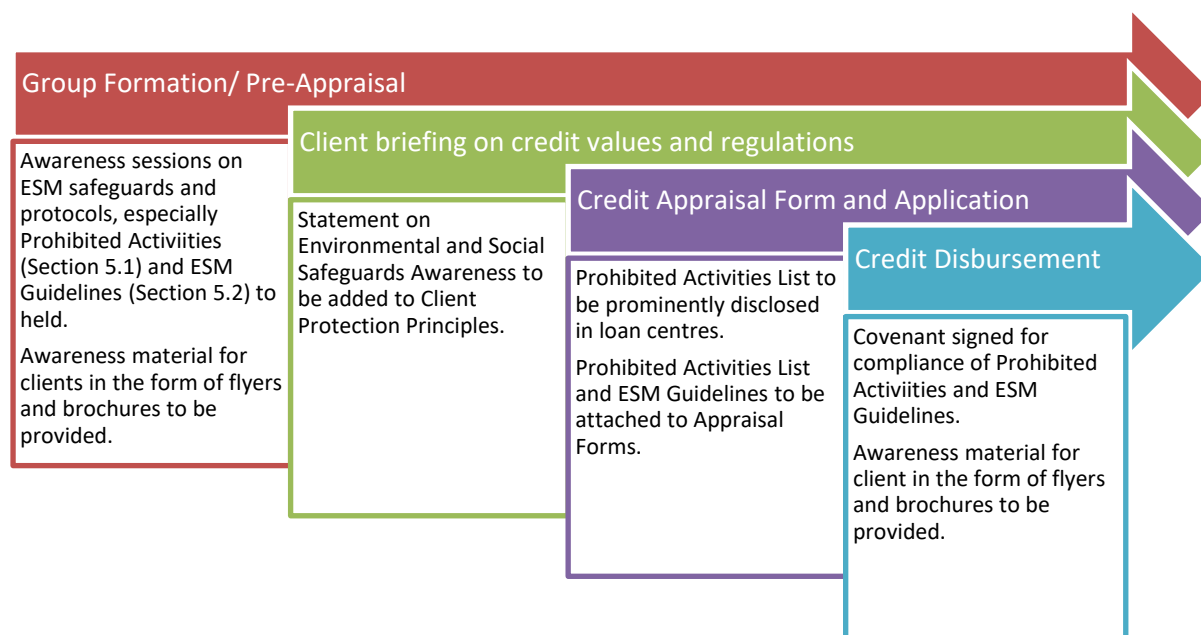 Group Formation/ Pre-Appraisal
Awareness sessions on
ESM safeguards and
protocols, especially
Prohibited Activiities
(Section 5.1) and ESM
Guidelines (Section 5.2) to
held.
Awareness material for
clients in the form of flyers
and brochures to be
provided.
Client briefing on credit values and regulations
Statement on
Environmental and Social
Safeguards Awareness to
be added to Client
Protection Principles.
Credit Appraisal Form and Application
Prohibited Activities List to
be prominently disclosed
in loan centres.
Prohibited Activities List
and ESM Guidelines to be
attached to Appraisal
Forms.
Credit Disbursement
Covenant signed for
compliance of Prohibited
Activiities and ESM
Guidelines.
Awareness material for
client in the form of flyers
and brochures to be
provided.